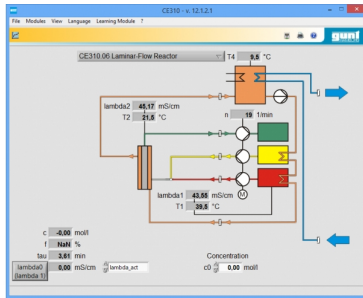 CE310 - v. 12.1.2.1
File Modules View Language Learning Module ?
gunt
CE310.06 Laminar-Flow Reactor
T4 9,5 °C
lambda2 48,17 mS/cm
T2 21,5 °C
n 19 1/min
lambda1 43,55 mS/cm
T1 39,5 °C
M
c -0,00 mol/l
f NaN %
tau 3,61 min
lambda0 (lambda 1) 0,00 mS/cm lambda_act
Concentration
c0 0,00 mol/l